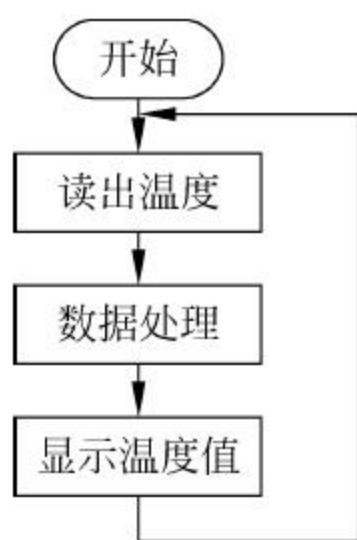 开始
读出温度
数据处理
显示温度值